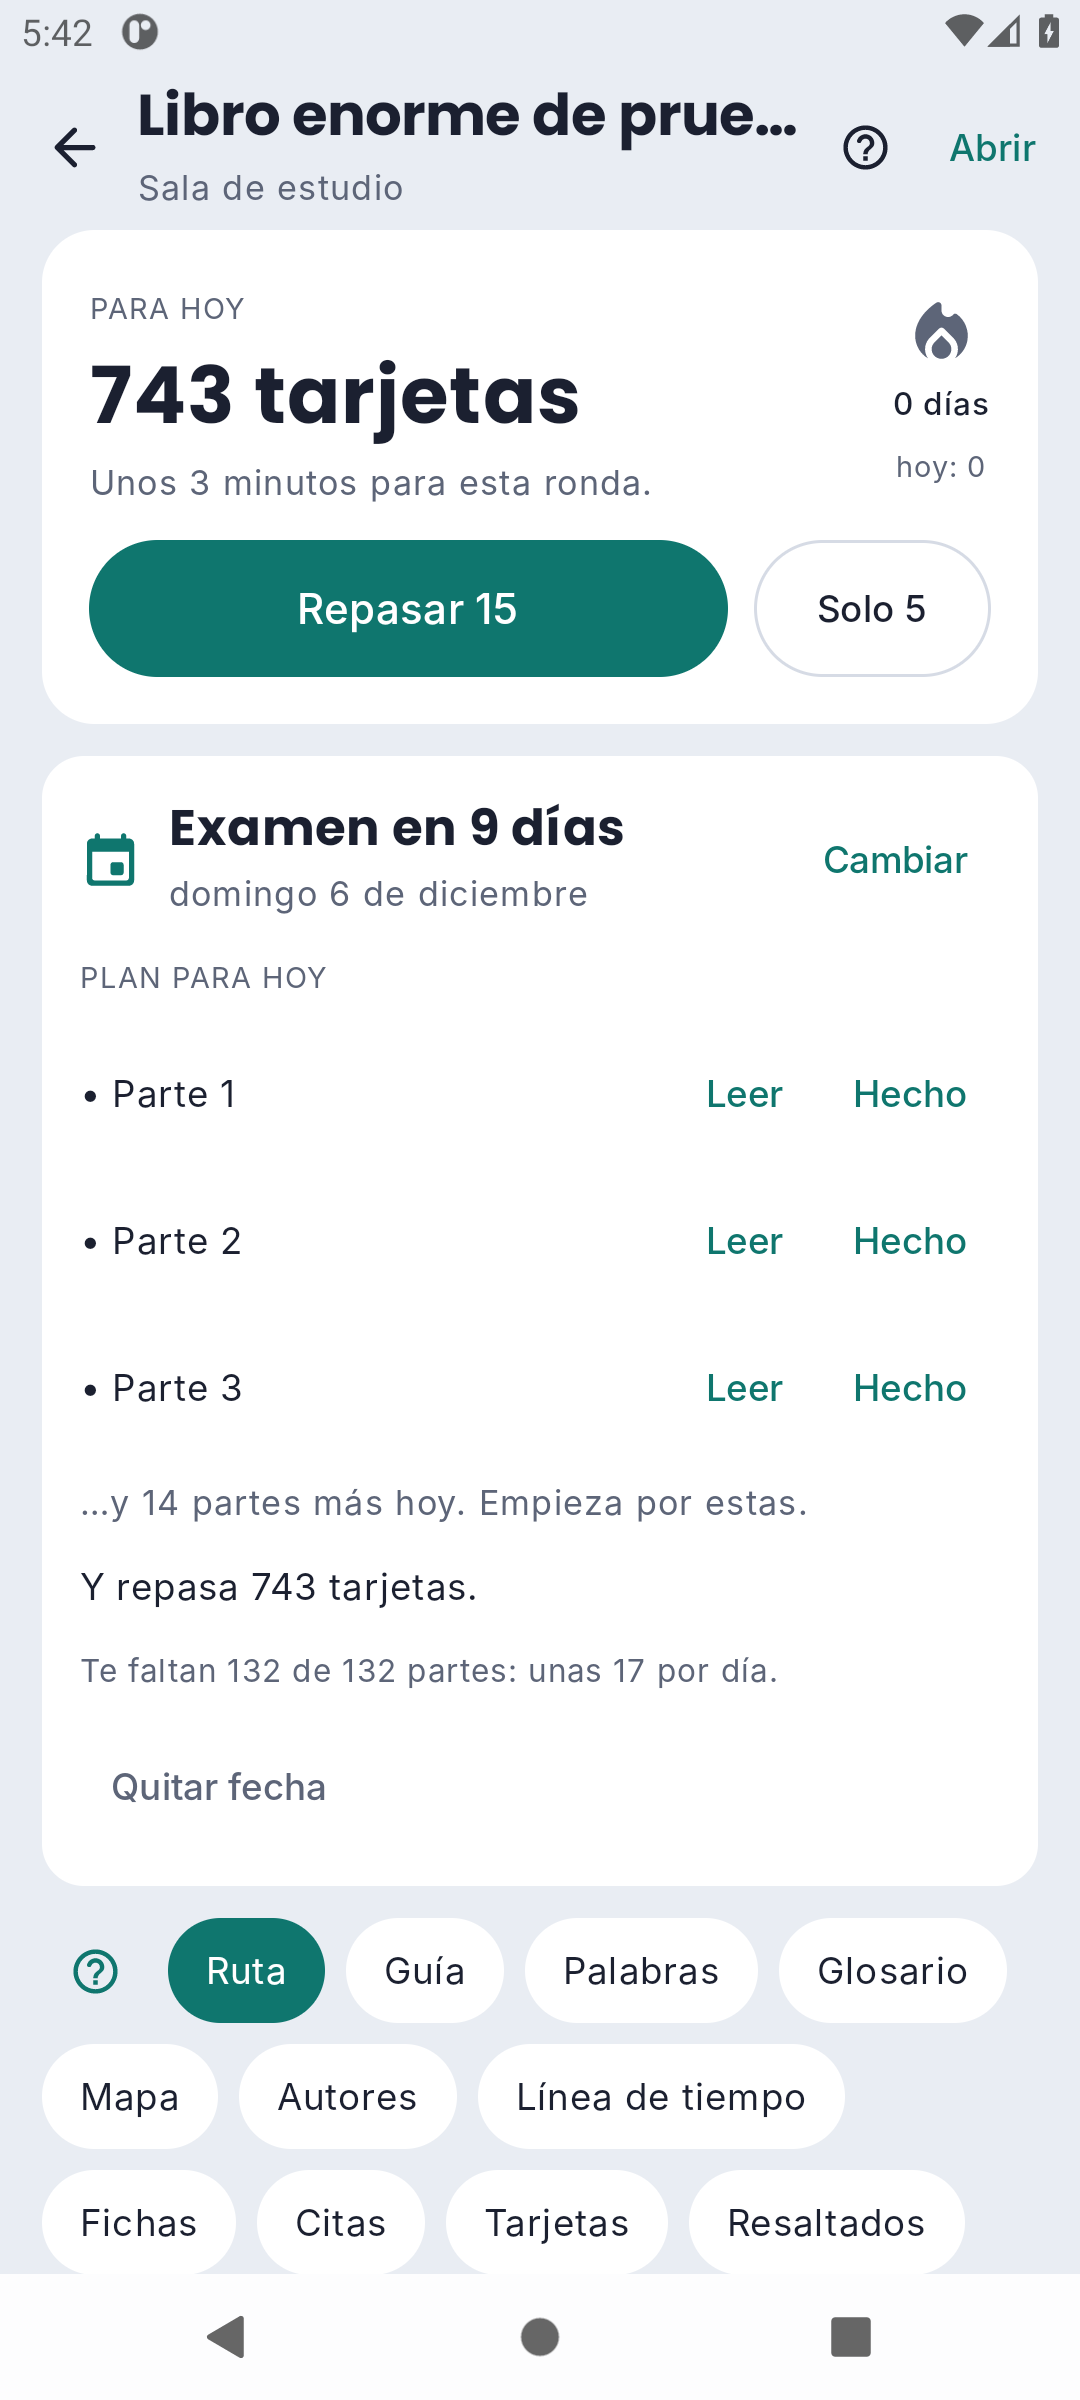 5:42
Libro enorme de prue...
Sala de estudio
Abrir
PARA HOY
743 tarjetas
Unos 3 minutos para esta ronda.
0 días
hoy: 0
Repasar 15
Solo 5
Examen en 9 días
domingo 6 de diciembre
Cambiar
PLAN PARA HOY
• Parte 1 Leer Hecho
• Parte 2 Leer Hecho
• Parte 3 Leer Hecho
...y 14 partes más hoy. Empieza por estas.
Y repasa 743 tarjetas.
Te faltan 132 de 132 partes: unas 17 por día.
Quitar fecha
Ruta Guía Palabras Glosario
Mapa Autores Línea de tiempo
Fichas Citas Tarjetas Resaltados